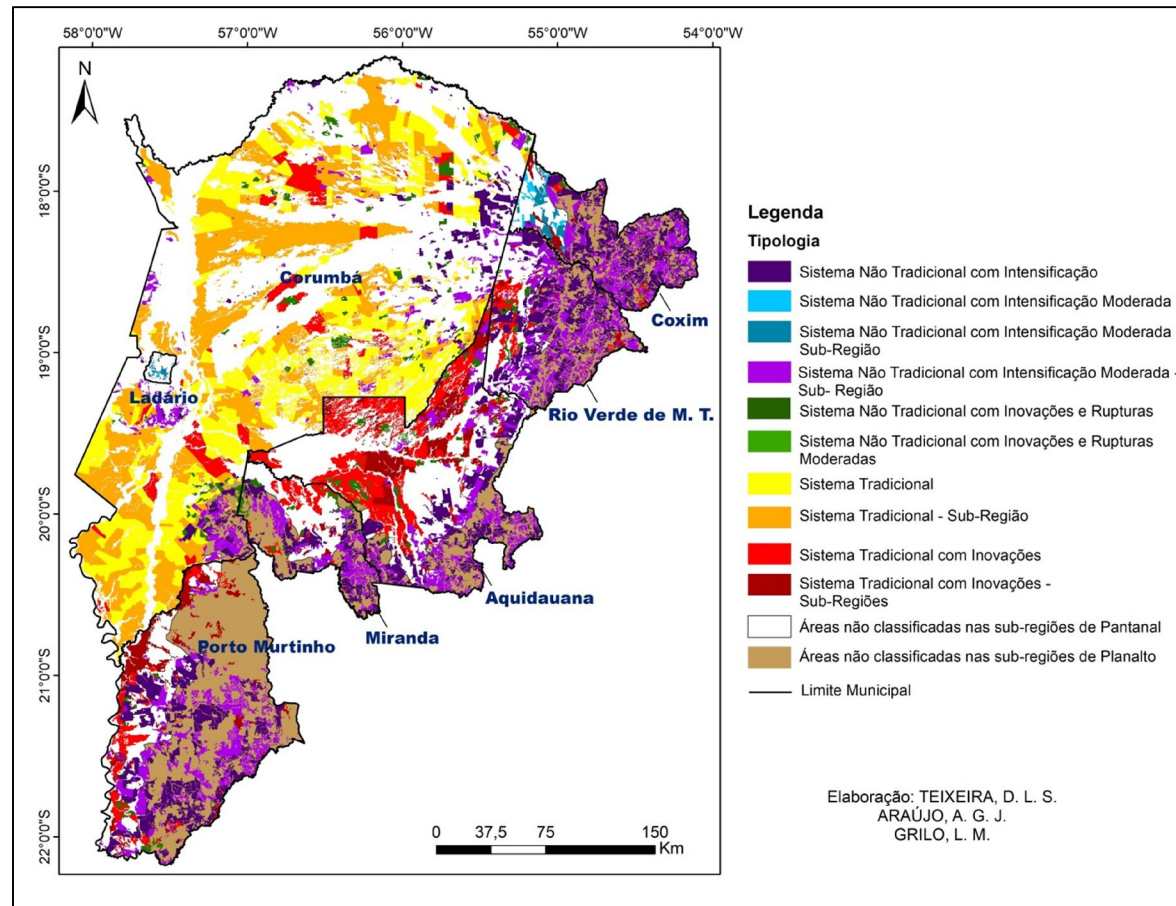 58°0'0"W
57°0'0"W
56°0'0"W
55°0'0"W
54°0'0"W
N
18°0'0"S
19°0'0"S
20°0'0"S
21°0'0"S
22°0'0"S
Corumbá
Coxim
Ladário
Rio Verde de M. T.
Aquidauana
Miranda
Porto Murtinho
0 37,5 75 150
Km
Legenda
Tipologia
Sistema Não Tradicional com Intensificação
Sistema Não Tradicional com Intensificação Moderada
Sistema Não Tradicional com Intensificação Moderada
Sub-Região
Sistema Não Tradicional com Intensificação Moderada -
Sub- Região
Sistema Não Tradicional com Inovações e Rupturas
Sistema Não Tradicional com Inovações e Rupturas
Moderadas
Sistema Tradicional
Sistema Tradicional - Sub-Região
Sistema Tradicional com Inovações
Sistema Tradicional com Inovações -
Sub-Regiões
Áreas não classificadas nas sub-regiões de Pantanal
Áreas não classificadas nas sub-regiões de Planalto
Limite Municipal
Elaboração: TEIXEIRA, D. L. S.
ARAÚJO, A. G. J.
GRILO, L. M.